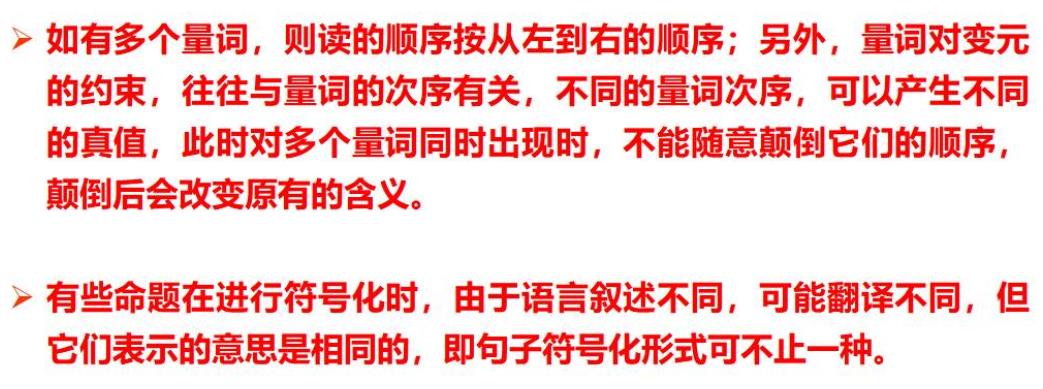 ➢ 如有多个量词，则读的顺序按从左到右的顺序；另外，量词对变元
的约束，往往与量词的次序有关，不同的量词次序，可以产生不同
的真值，此时对多个量词同时出现时，不能随意颠倒它们的顺序，
颠倒后会改变原有的含义。
➢ 有些命题在进行符号化时，由于语言叙述不同，可能翻译不同，但
它们表示的意思是相同的，即句子符号化形式可不止一种。